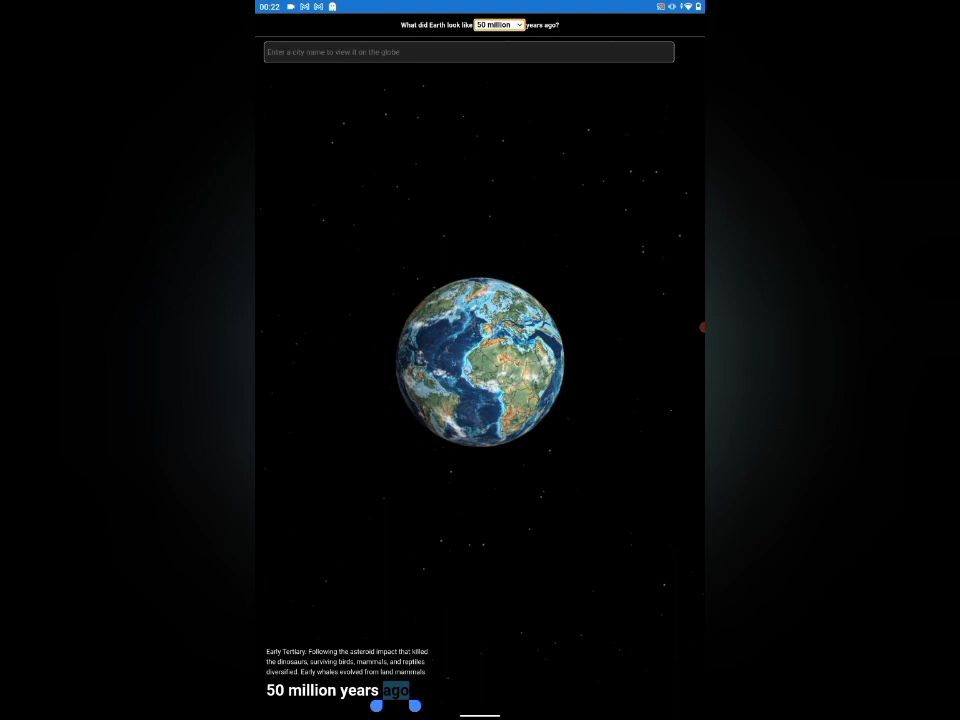 00:22
What did Earth look like 50 million years ago?
Enter a city name to view it on the globe
Early Tertiary. Following the asteroid impact that killed
the dinosaurs, surviving birds, mammals, and reptiles
diversified. Early whales evolved from land mammals.
50 million years ago